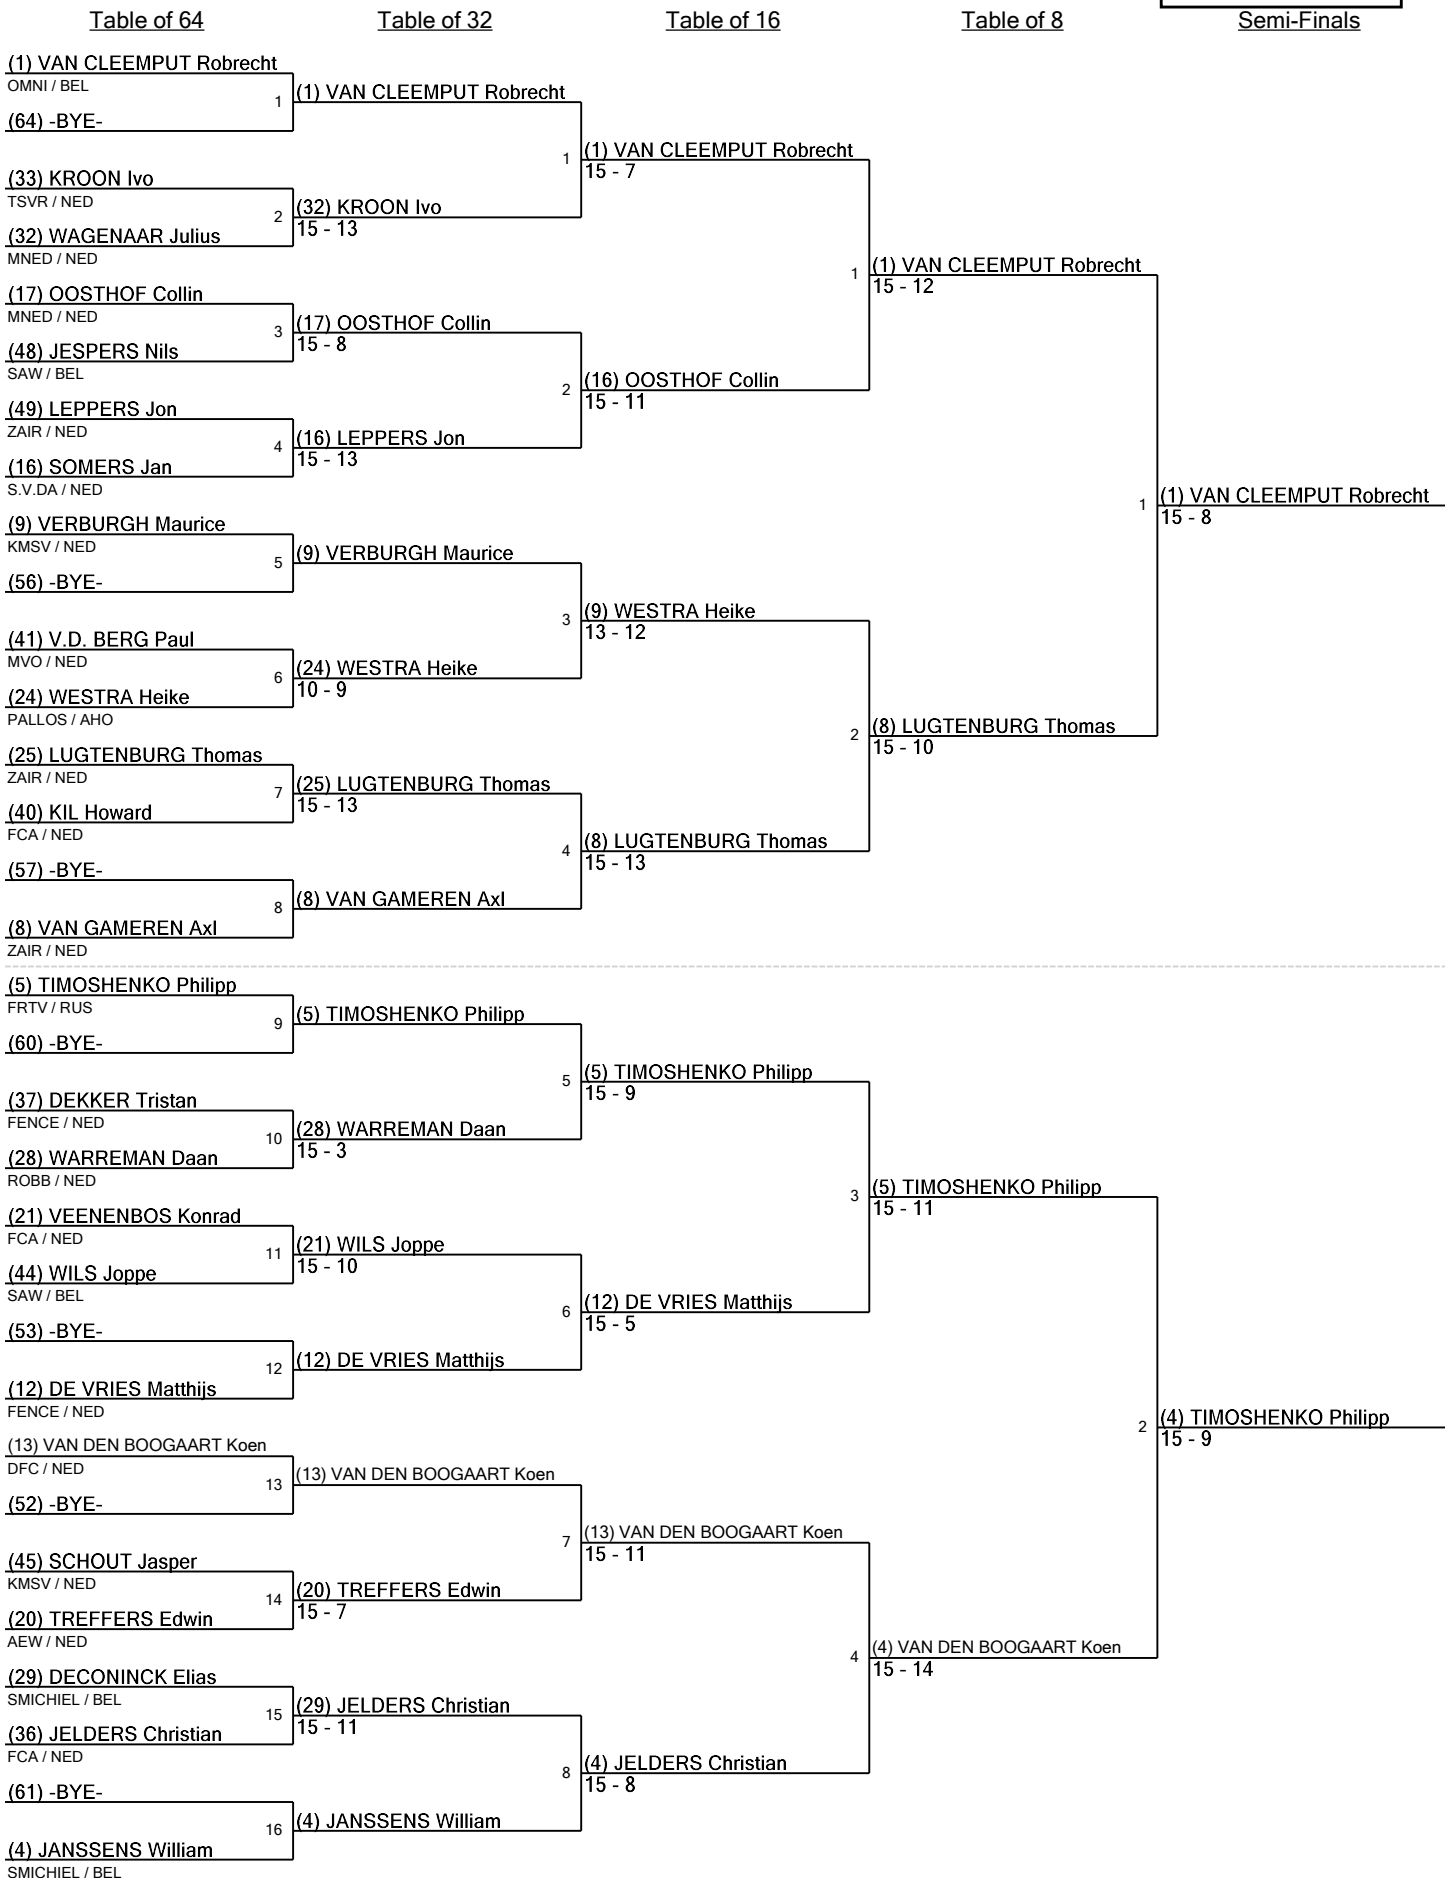 Table of 64
Table of 32
Table of 16
Table of 8
Semi-Finals
(1) VAN CLEEMPUT Robrecht
OMNI / BEL
(64) -BYE-
1
(33) KROON Ivo
TSVR / NED
(32) WAGENAAR Julius
MNED / NED
2
(17) OOSTHOF Collin
MNED / NED
(48) JESPERS Nils
SAW / BEL
3
(49) LEPPERS Jon
ZAIR / NED
(16) SOMERS Jan
S.V.DA / NED
4
(9) VERBURGH Maurice
KMSV / NED
(56) -BYE-
5
(41) V.D. BERG Paul
MVO / NED
(24) WESTRA Heike
PALLOS / AHO
6
(25) LUGTENBURG Thomas
ZAIR / NED
(40) KIL Howard
FCA / NED
7
(57) -BYE-
(8) VAN GAMEREN Axl
ZAIR / NED
8
(5) TIMOSHENKO Philipp
FRTV / RUS
(60) -BYE-
9
(37) DEKKER Tristan
FENCE / NED
(28) WARREMAN Daan
ROBB / NED
10
(21) VEENENBOS Konrad
FCA / NED
(44) WILS Joppe
SAW / BEL
11
(53) -BYE-
(12) DE VRIES Matthijs
FENCE / NED
12
(13) VAN DEN BOOGAART Koen
DFC / NED
(52) -BYE-
13
(45) SCHOUT Jasper
KMSV / NED
(20) TREFFERS Edwin
AEW / NED
14
(29) DECONINCK Elias
SMICHIEL / BEL
(36) JELDERS Christian
FCA / NED
15
(61) -BYE-
(4) JANSSENS William
SMICHIEL / BEL
16
(1) VAN CLEEMPUT Robrecht
(32) KROON Ivo
15 - 13
1
(17) OOSTHOF Collin
15 - 8
(16) LEPPERS Jon
15 - 13
2
(9) VERBURGH Maurice
(24) WESTRA Heike
10 - 9
3
(25) LUGTENBURG Thomas
15 - 13
(8) VAN GAMEREN Axl
4
(5) TIMOSHENKO Philipp
(28) WARREMAN Daan
15 - 3
5
(21) WILS Joppe
15 - 10
(12) DE VRIES Matthijs
6
(13) VAN DEN BOOGAART Koen
(20) TREFFERS Edwin
15 - 7
7
(29) JELDERS Christian
15 - 11
(4) JANSSENS William
8
(1) VAN CLEEMPUT Robrecht
15 - 7
(16) OOSTHOF Collin
15 - 11
1
(9) WESTRA Heike
13 - 12
(8) LUGTENBURG Thomas
15 - 13
2
(5) TIMOSHENKO Philipp
15 - 9
(12) DE VRIES Matthijs
15 - 5
3
(13) VAN DEN BOOGAART Koen
15 - 11
(4) JELDERS Christian
15 - 8
4
(1) VAN CLEEMPUT Robrecht
15 - 12
(8) LUGTENBURG Thomas
15 - 10
1
(5) TIMOSHENKO Philipp
15 - 11
(4) VAN DEN BOOGAART Koen
15 - 14
2
(1) VAN CLEEMPUT Robrecht
15 - 8
(4) TIMOSHENKO Philipp
15 - 9